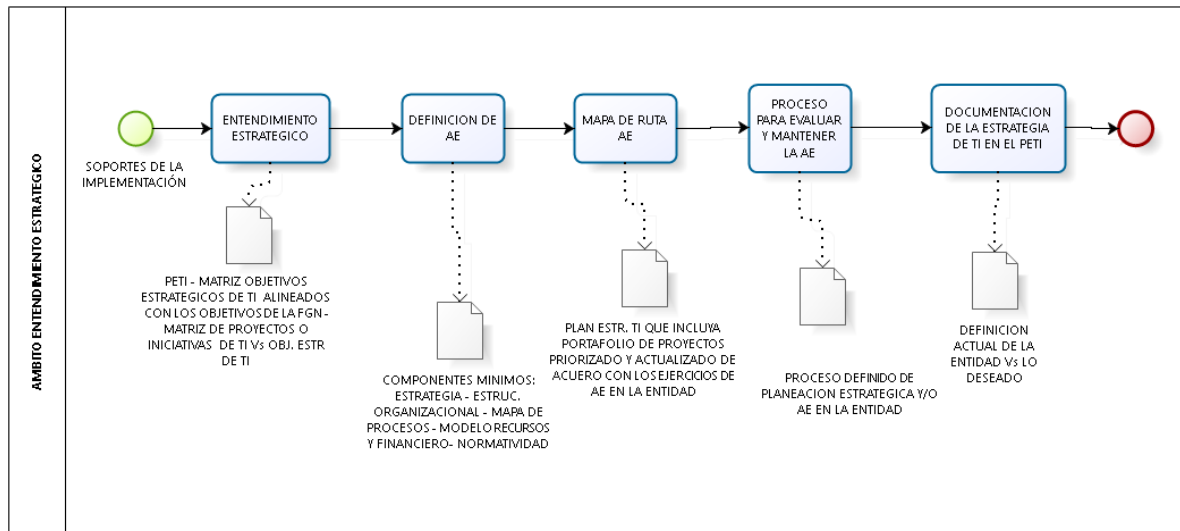 AMBITO ENTENDIMIENTO ESTRATEGICO
SOPORTES DE LA
IMPLEMENTACIÓN
ENTENDIMIENTO
ESTRATEGICO
DEFINICION DE
AE
MAPA DE RUTA
AE
PROCESO
PARA EVALUAR
Y MANTENER
LA AE
DOCUMENTACION
DE LA ESTRATEGIA
DE TI EN EL PETI
PETI - MATRIZ OBJETIVOS
ESTRATEGICOS DE TI ALINEADOS
CON LOS OBJETIVOS DE LA FGN -
MATRIZ DE PROYECTOS O
INICIATIVAS DE TI Vs OBJ. ESTR
DE TI
COMPONENTES MINIMOS:
ESTRATEGIA - ESTRUC.
ORGANIZACIONAL - MAPA DE
PROCESOS - MODELO RECURSOS
Y FINANCIERO- NORMATIVIDAD
PLAN ESTR. TI QUE INCLUYA
PORTAFOLIO DE PROYECTOS
PRIORIZADO Y ACTUALIZADO DE
ACUERO CON LOS EJERCICIOS DE
AE EN LA ENTIDAD
PROCESO DEFINIDO DE
PLANEACION ESTRATEGICA Y/O
AE EN LA ENTIDAD
DEFINICION
ACTUAL DE LA
ENTIDAD Vs LO
DESEADO